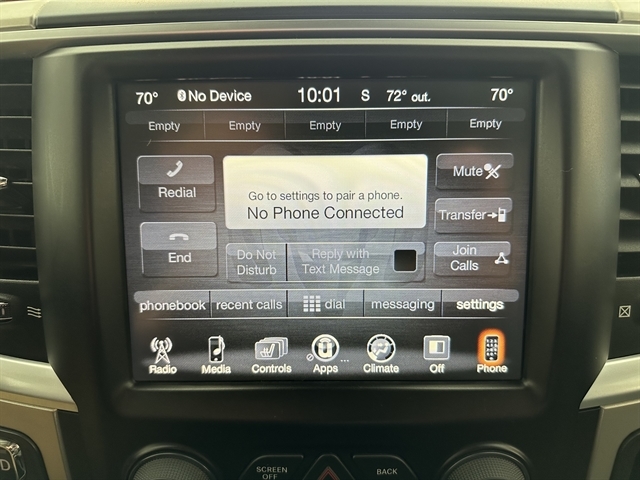 70° No Device 10:01 S 72° out. 70°
Empty Empty Empty Empty Empty
Redial
Go to settings to pair a phone.
No Phone Connected
Mute
Transfer
End
Do Not
Disturb
Reply with
Text Message
Join
Calls
phonebook recent calls dial messaging settings
Radio Media Controls Apps ... Climate Off Phone
SCREEN
OFF
BACK